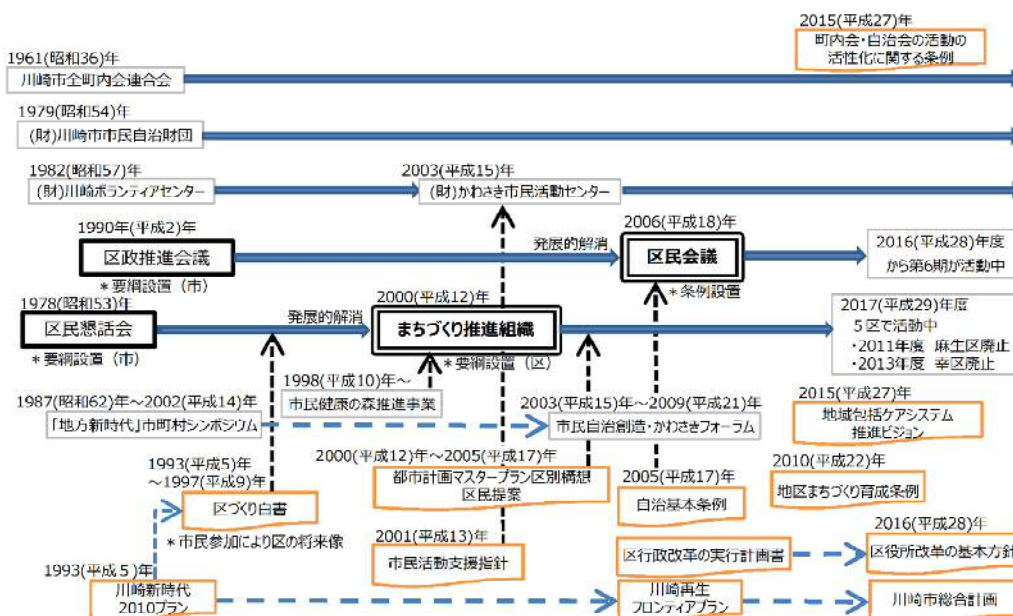 2015(平成27)年
町内会・自治会の活動の
活性化に関する条例
1961(昭和36)年
川崎市全町内会連合会
1979(昭和54)年
(財)川崎市市民自治財団
1982(昭和57)年
(財)川崎ボランティアセンター
2003(平成15)年
(財)かわさき市民活動センター
1990年(平成2)年
区政推進会議
*要綱設置(市)
発展的解消
2006(平成18)年
区民会議
*条例設置
2016(平成28)年度
から第6期が活動中
1978(昭和53)年
区民懇話会
*要綱設置(市)
発展的解消
2000(平成12)年
まちづくり推進組織
*要綱設置(区)
2017(平成29)年度
5区で活動中
・2011年度 麻生区廃止
・2013年度 幸区廃止
1998(平成10)年~
市民健康の森推進事業
1987(昭和62)年~2002(平成14)年
「地方新時代」市町村シンポジウム
2003(平成15)年~2009(平成21)年
市民自治創造・かわさきフォーラム
2015(平成27)年
地域包括ケアシステム
推進ビジョン
1993(平成5)年
~1997(平成9)年
区づくり白書
*市民参加により区の将来像
2000(平成12)年~2005(平成17)年
都市計画マスタープラン区別構想
区民提案
2005(平成17)年
自治基本条例
2010(平成22)年
地区まちづくり育成条例
2001(平成13)年
市民活動支援指針
区行政改革の実行計画書
2016(平成28)年
区役所改革の基本方針
1993(平成5)年
川崎新時代
2010プラン
川崎再生
フロンティアプラン
川崎市総合計画